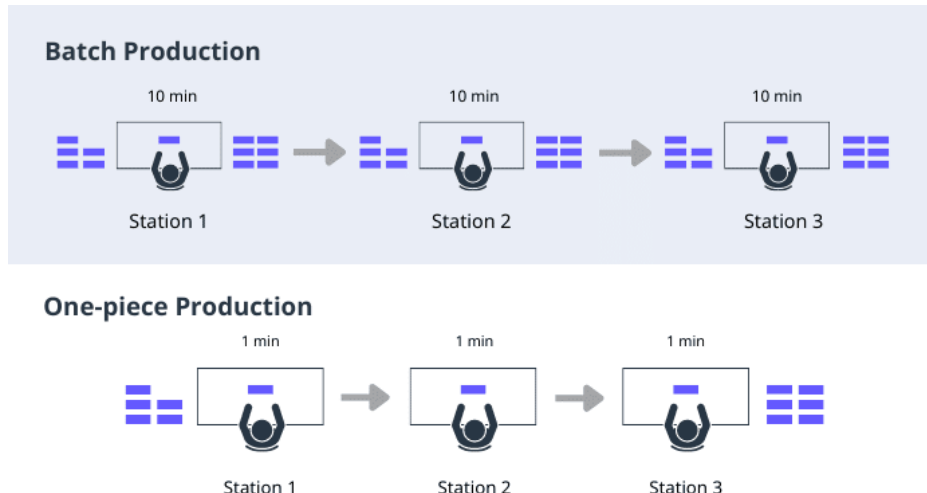 Batch Production
10 min 10 min 10 min
Station 1 Station 2 Station 3
One-piece Production
1 min 1 min 1 min
Station 1 Station 2 Station 3